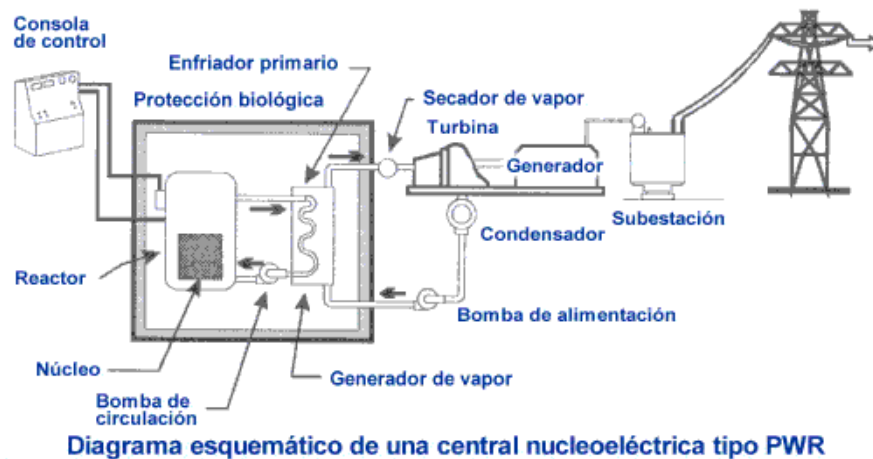 Consola
de control
Enfriador primario
Protección biológica
Secador de vapor
Turbina
Generador
Subestación
Condensador
Reactor
Bomba de alimentación
Núcleo
Generador de vapor
Bomba de
circulación
Diagrama esquemático de una central nucleoeléctrica tipo PWR